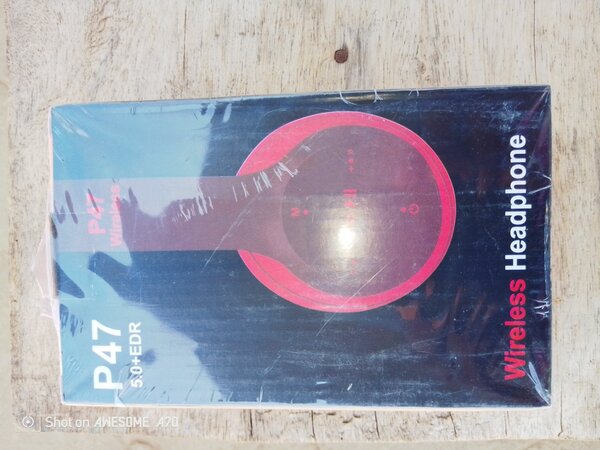 P47
Wireless
P47
5.0+EDR
Wireless Headphone
Shot on AWESOME A70